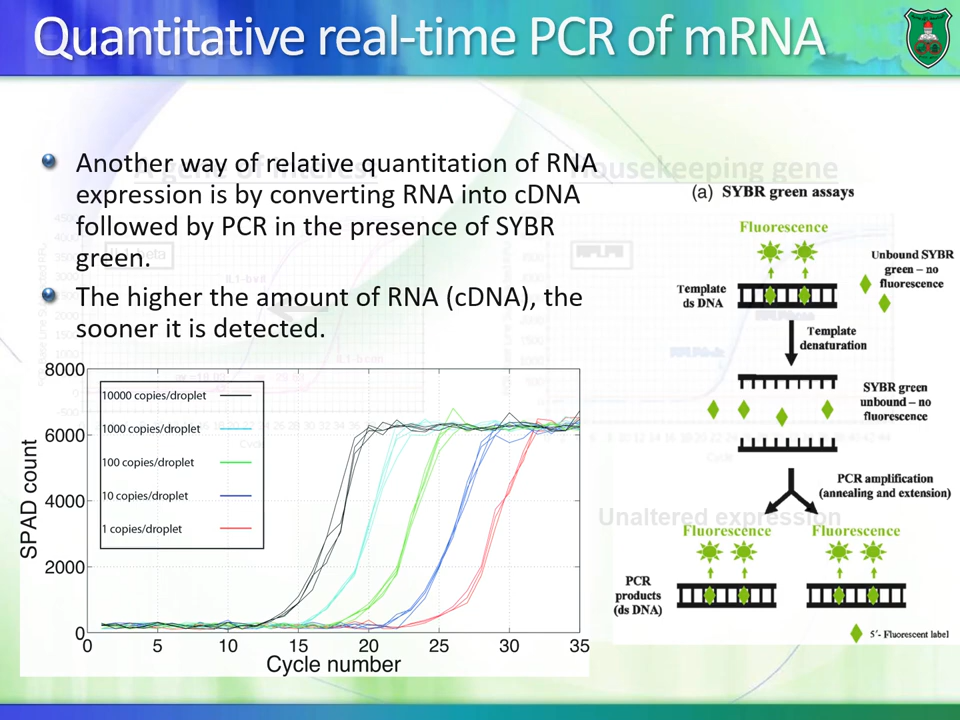 Quantitative real-time PCR of mRNA
Another way of relative quantitation of RNA
expression is by converting RNA into cDNA
followed by PCR in the presence of SYBR
green.
The higher the amount of RNA (cDNA), the
sooner it is detected.
gene of interest
Housekeeping gene
Unaltered expression
8000
6000
4000
2000
0
SPAD count
10000 copies/droplet
1000 copies/droplet
100 copies/droplet
10 copies/droplet
1 copies/droplet
0 5 10 15 20 25 30 35
Cycle number
(a) SYBR green assays
Fluorescence
Unbound SYBR
green – no
fluorescence
Template
ds DNA
Template
denaturation
SYBR green
unbound – no
fluorescence
PCR amplification
(annealing and extension)
Fluorescence Fluorescence
PCR
products
(ds DNA)
5´- Fluorescent label